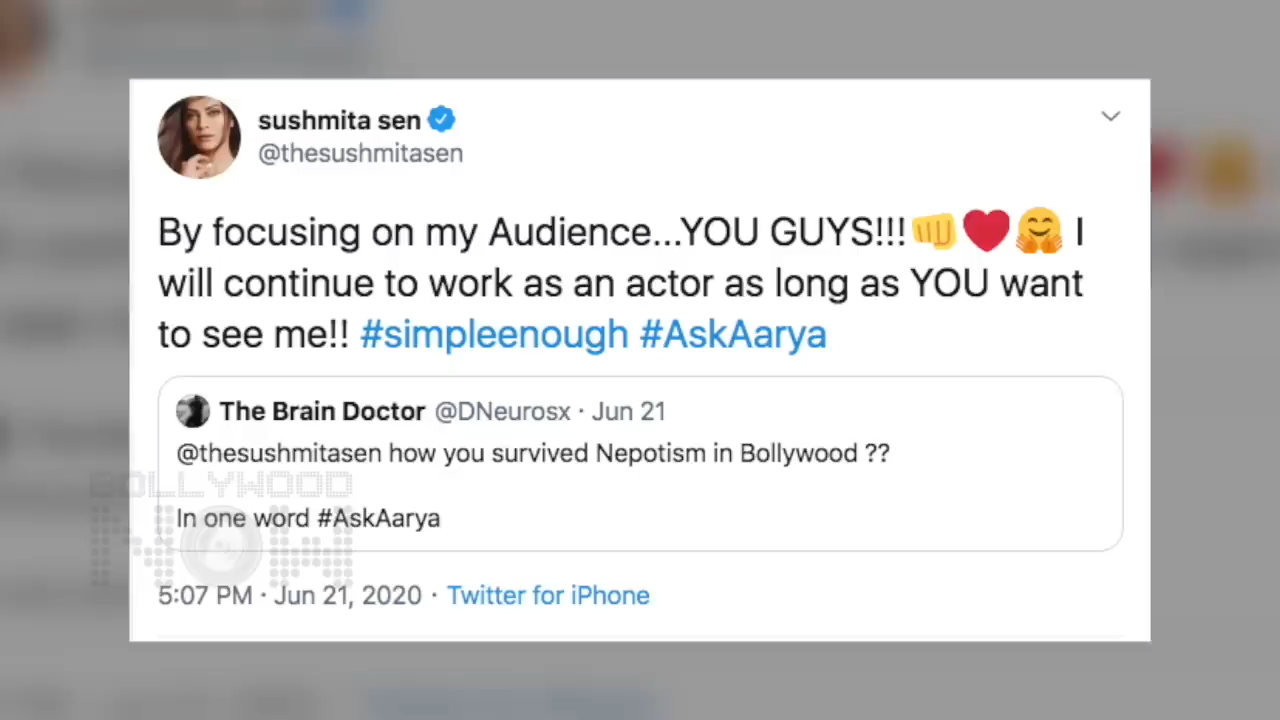 sushmita sen
@thesushmitasen
By focusing on my Audience...YOU GUYS!!!👊❤️🤗 I
will continue to work as an actor as long as YOU want
to see me!! #simpleenough #AskAarya
The Brain Doctor @DNeurosx · Jun 21
@thesushmitasen how you survived Nepotism in Bollywood ??
In one word #AskAarya
BOLLYWOOD
NOW
5:07 PM · Jun 21, 2020 · Twitter for iPhone